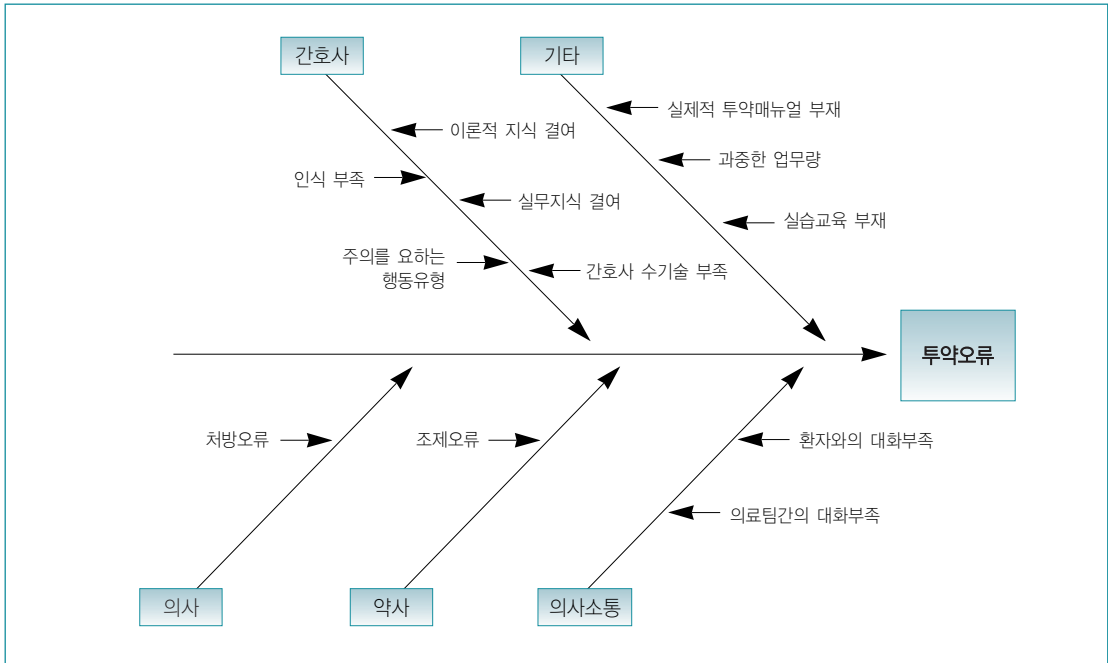 간호사
기타
실제적 투약매뉴얼 부재
이론적 지식 결여
과중한 업무량
인식 부족
실무지식 결여
실습교육 부재
주의를 요하는
행동유형
간호사 수기술 부족
투약오류
처방오류
조제오류
환자와의 대화부족
의료팀간의 대화부족
의사
약사
의사소통